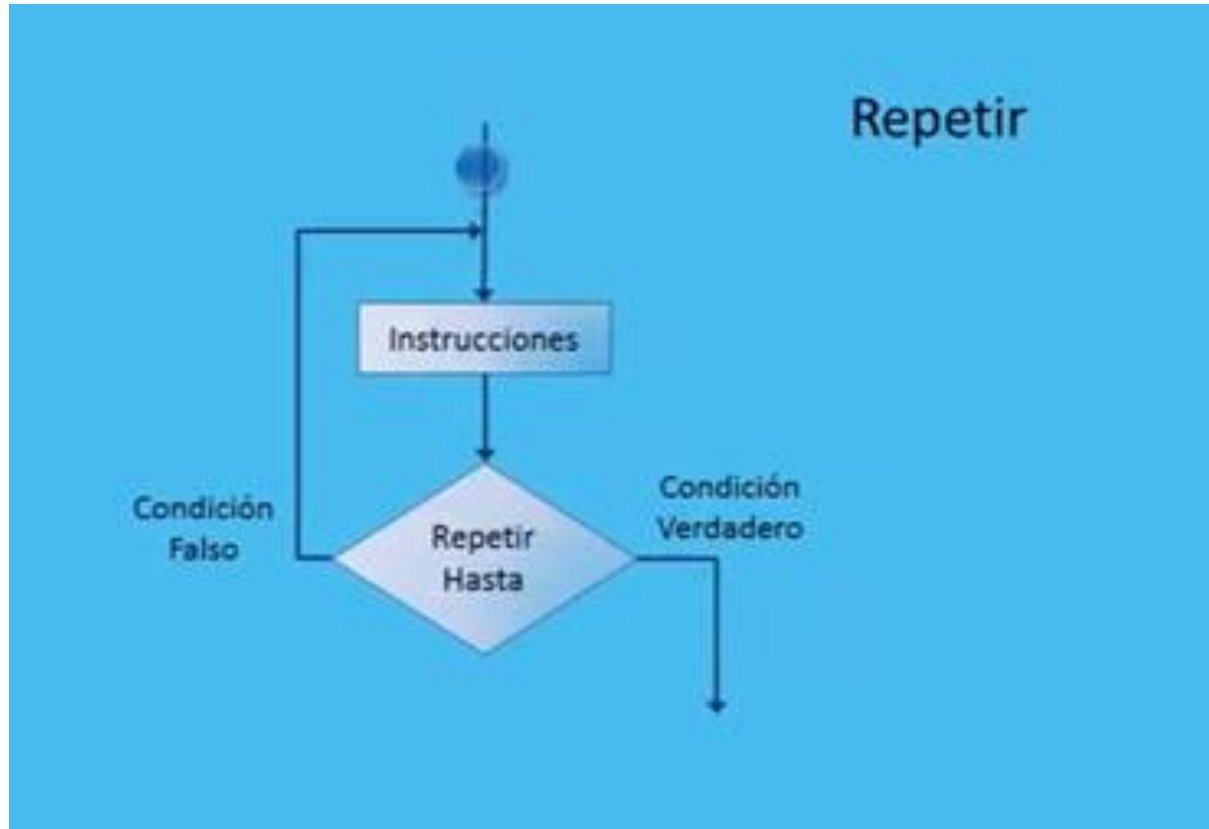 Repetir
Instrucciones
Condición
Falso
Repetir
Hasta
Condición
Verdadero